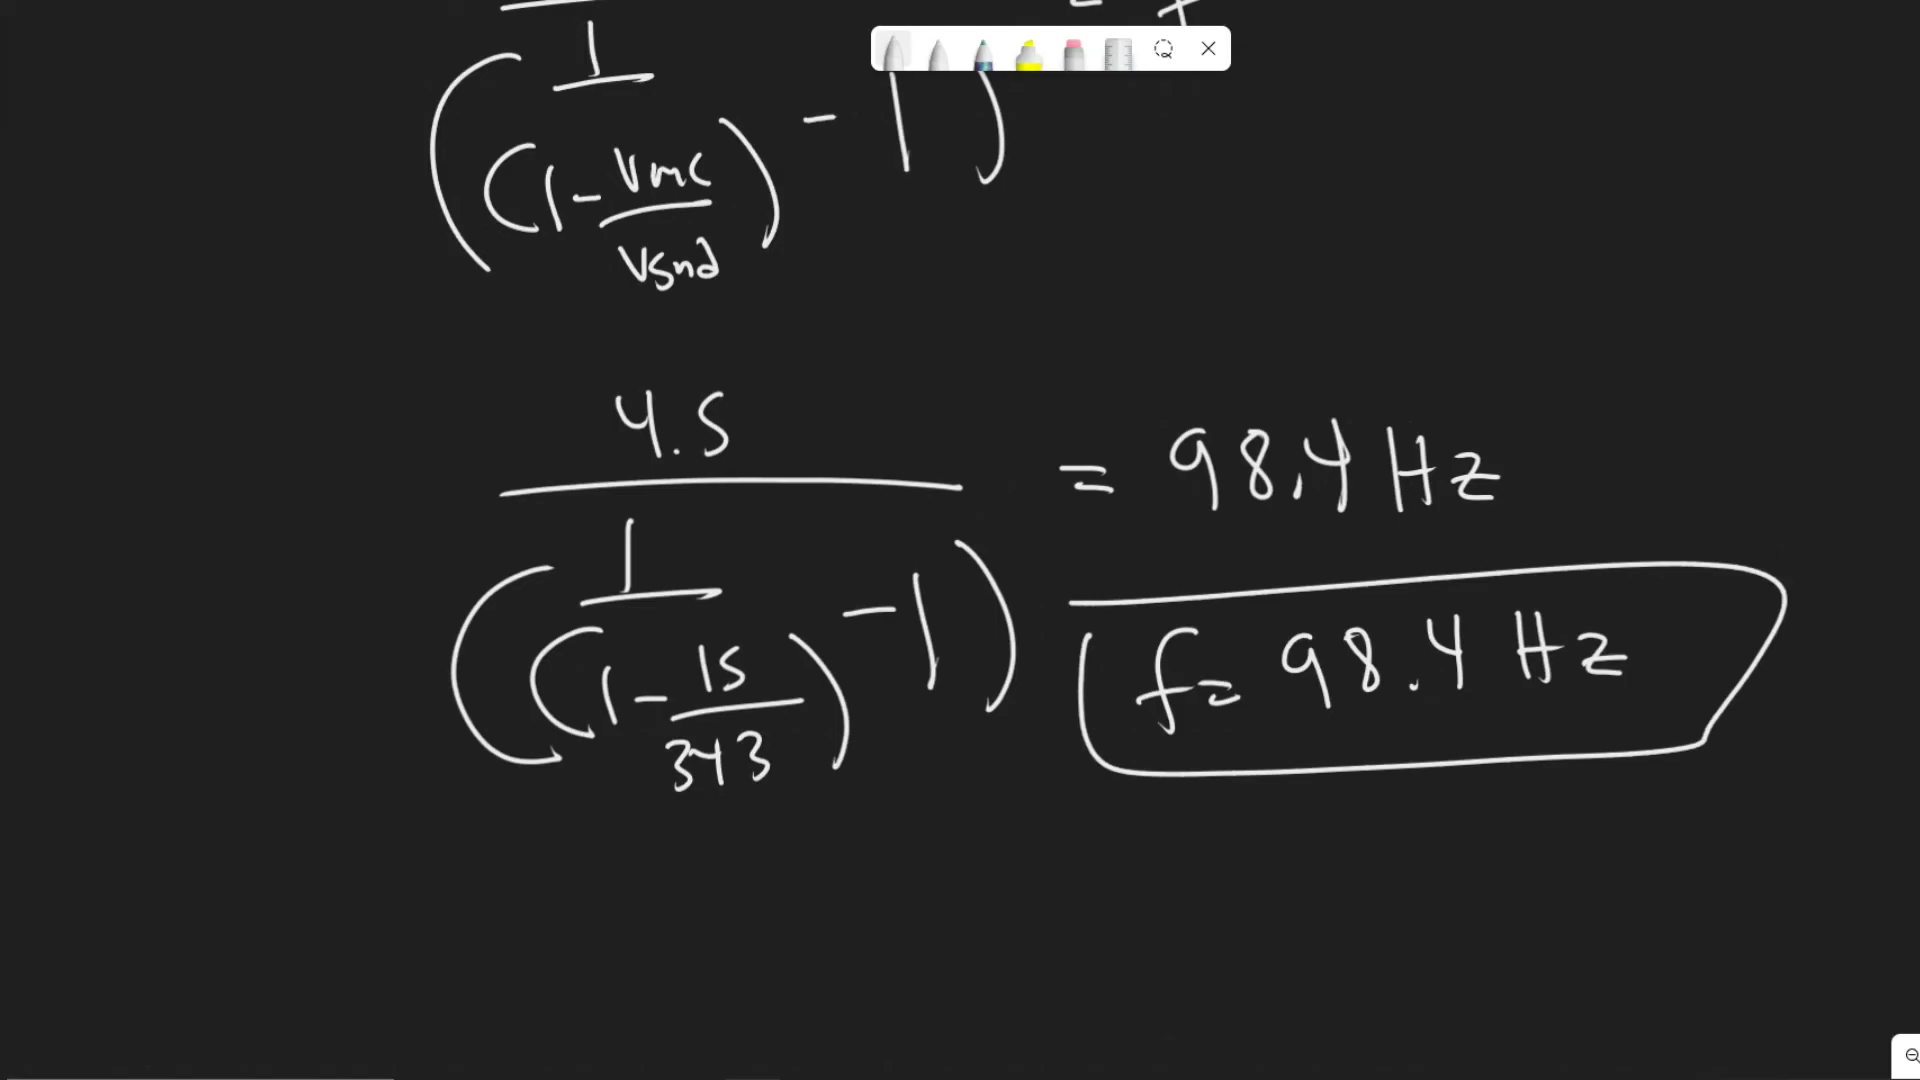 = f
1
( 1 - Vmc ) - 1 )
Vsnd
4.5
= 98.4 Hz
1
( ( 1 - 15 ) - 1 )
343
f = 98.4 Hz